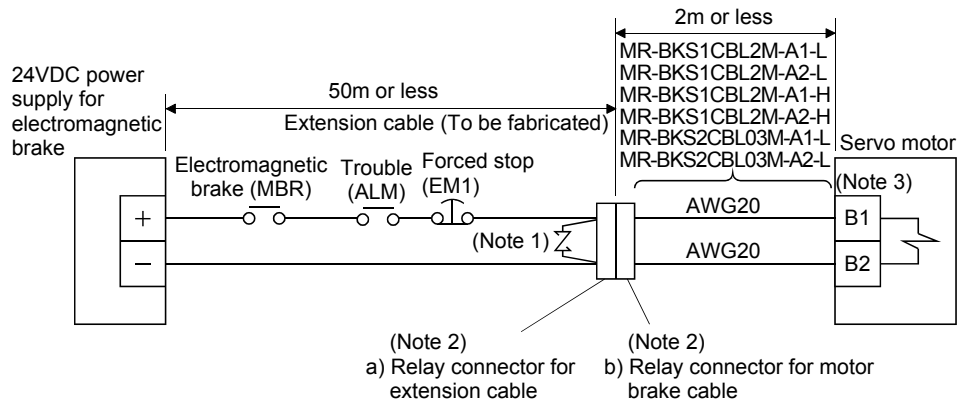 2m or less
MR-BKS1CBL2M-A1-L
MR-BKS1CBL2M-A2-L
MR-BKS1CBL2M-A1-H
MR-BKS1CBL2M-A2-H
MR-BKS2CBL03M-A1-L
MR-BKS2CBL03M-A2-L
24VDC power
supply for
electromagnetic
brake
50m or less
Extension cable (To be fabricated)
Servo motor
Electromagnetic
brake (MBR)
Trouble
(ALM)
Forced stop
(EM1)
(Note 3)
+
AWG20
B1
(Note 1)
−
AWG20
B2
(Note 2)
a) Relay connector for
extension cable
(Note 2)
b) Relay connector for motor
brake cable